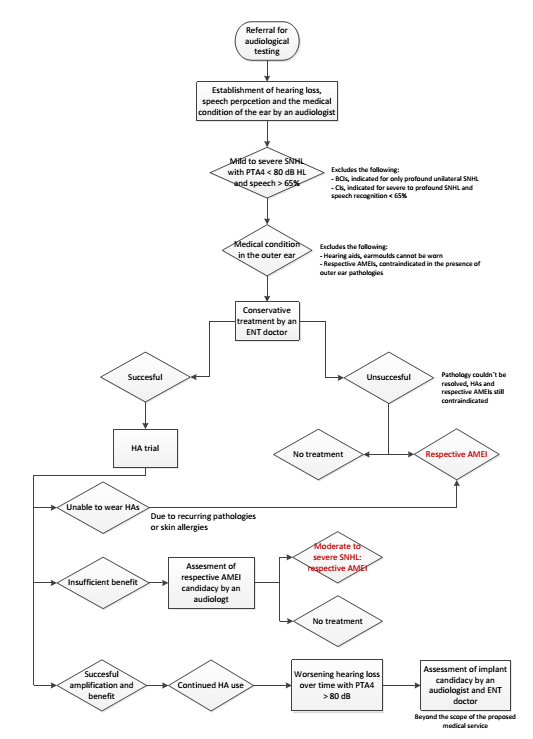 Referral for
audiological
testing
Establishment of hearing loss,
speech perpcetion and the medical
condition of the ear by an audiologist
Mild to severe SNHL
with PTA4 < 80 dB HL
and speech > 65%
Excludes the following:
- BCIs, indicated for only profound unilateral SNHL
- CIs, indicated for severe to profound SNHL and
speech recognition < 65%
Medical condition
in the outer ear
Excludes the following:
- Hearing aids, earmoulds cannot be worn
- Respective AMEIs, contraindicated in the presence of
outer ear pathologies
Conservative
treatment by an
ENT doctor
Succesful
Unsuccesful
Pathology couldn´t be
resolved, HAs and
respective AMEIs still
contraindicated
HA trial
No treatment
Respective AMEI
Unable to wear HAs
Due to recurring pathologies
or skin allergies
Insufficient benefit
Assesment of
respective AMEI
candidacy by an
audiologt
Moderate to
severe SNHL:
respective AMEI
No treatment
Succesful
amplification and
benefit
Continued HA use
Worsening hearing loss
over time with PTA4
> 80 dB
Assessment of implant
candidacy by an
audiologist and ENT
doctor
Beyond the scope of the proposed
medical service